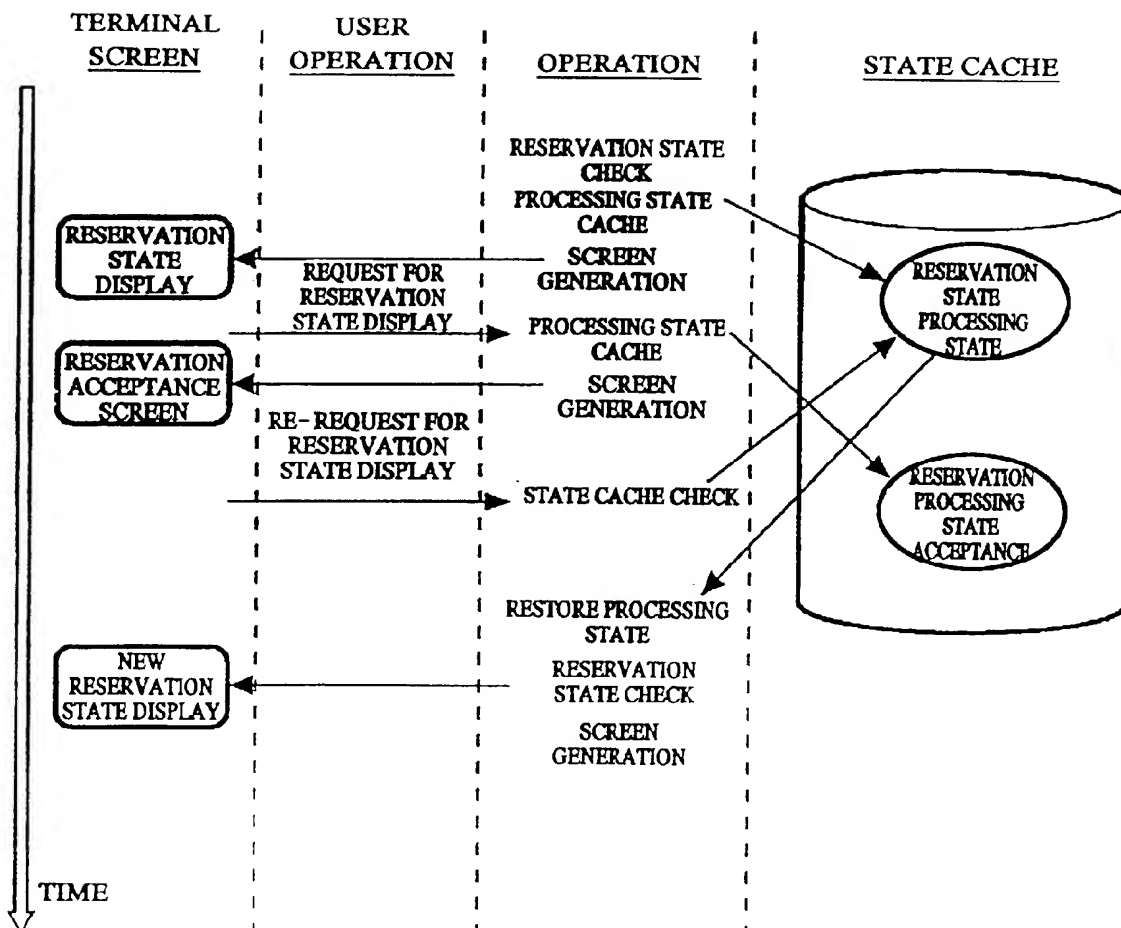 TERMINAL
SCREEN
USER
OPERATION
OPERATION
STATE CACHE
RESERVATION STATE
CHECK
PROCESSING STATE
CACHE
SCREEN
GENERATION
RESERVATION
STATE
DISPLAY
RESERVATION
STATE
PROCESSING
STATE
REQUEST FOR
RESERVATION
STATE DISPLAY
PROCESSING STATE
CACHE
SCREEN
GENERATION
RESERVATION
ACCEPTANCE
SCREEN
RE-REQUEST FOR
RESERVATION
STATE DISPLAY
STATE CACHE CHECK
RESERVATION
PROCESSING
STATE
ACCEPTANCE
RESTORE PROCESSING
STATE
RESERVATION
STATE CHECK
SCREEN
GENERATION
NEW
RESERVATION
STATE DISPLAY
TIME